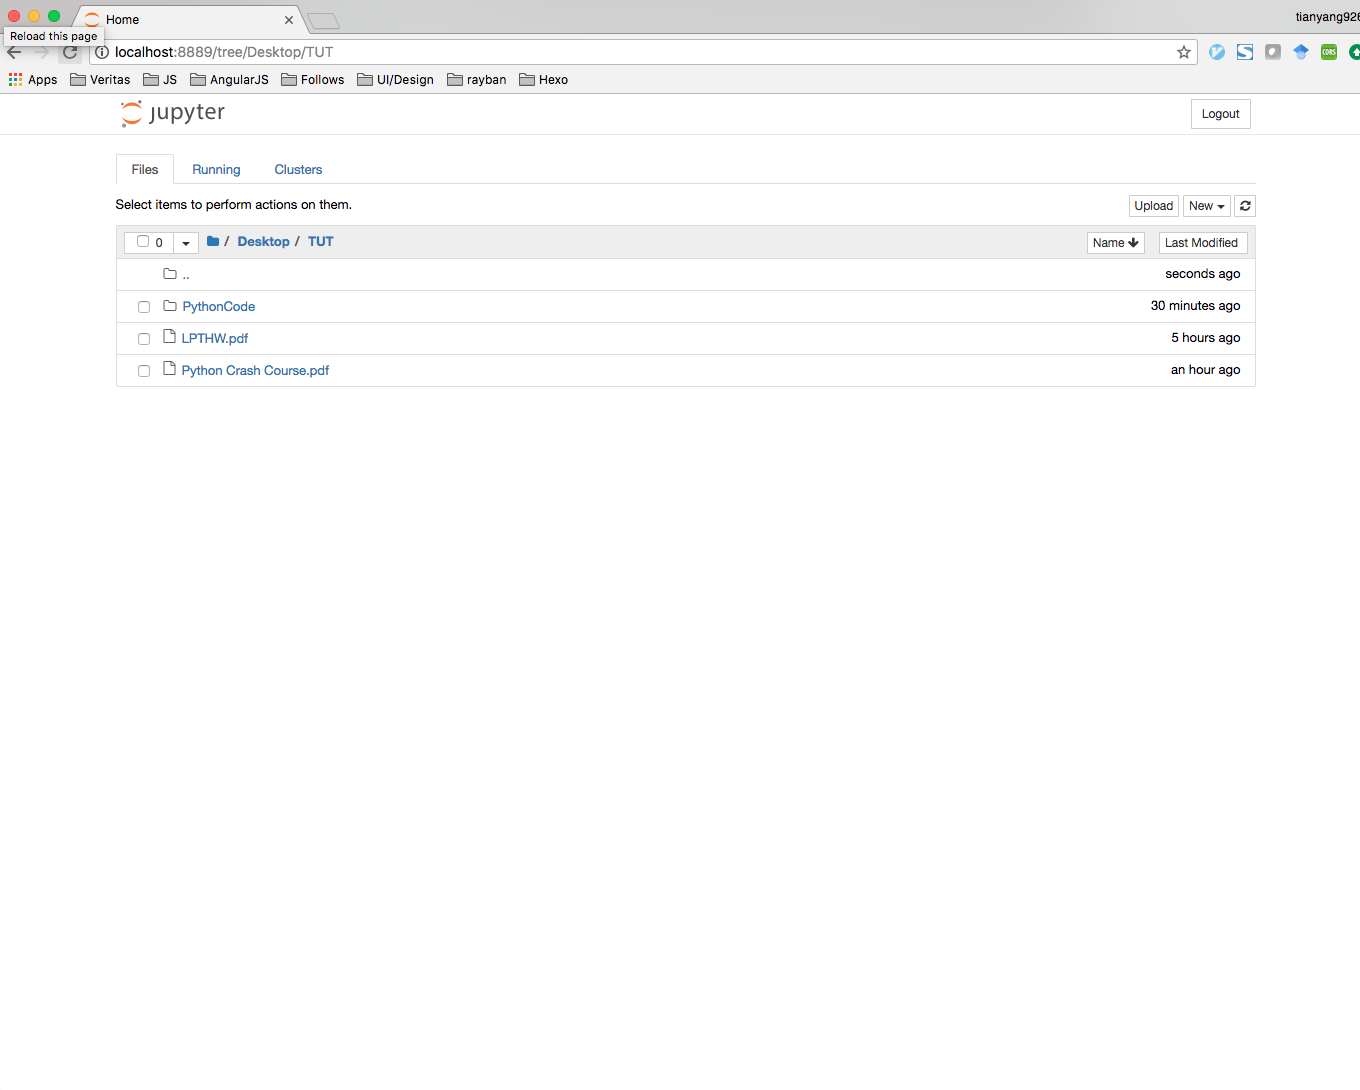 Home
tianyang926
Reload this page
localhost:8889/tree/Desktop/TUT
Apps Veritas JS AngularJS Follows UI/Design rayban Hexo
jupyter
Logout
Files Running Clusters
Select items to perform actions on them.
Upload New
0 / Desktop / TUT Name Last Modified
.. seconds ago
PythonCode 30 minutes ago
LPTHW.pdf 5 hours ago
Python Crash Course.pdf an hour ago
CORS